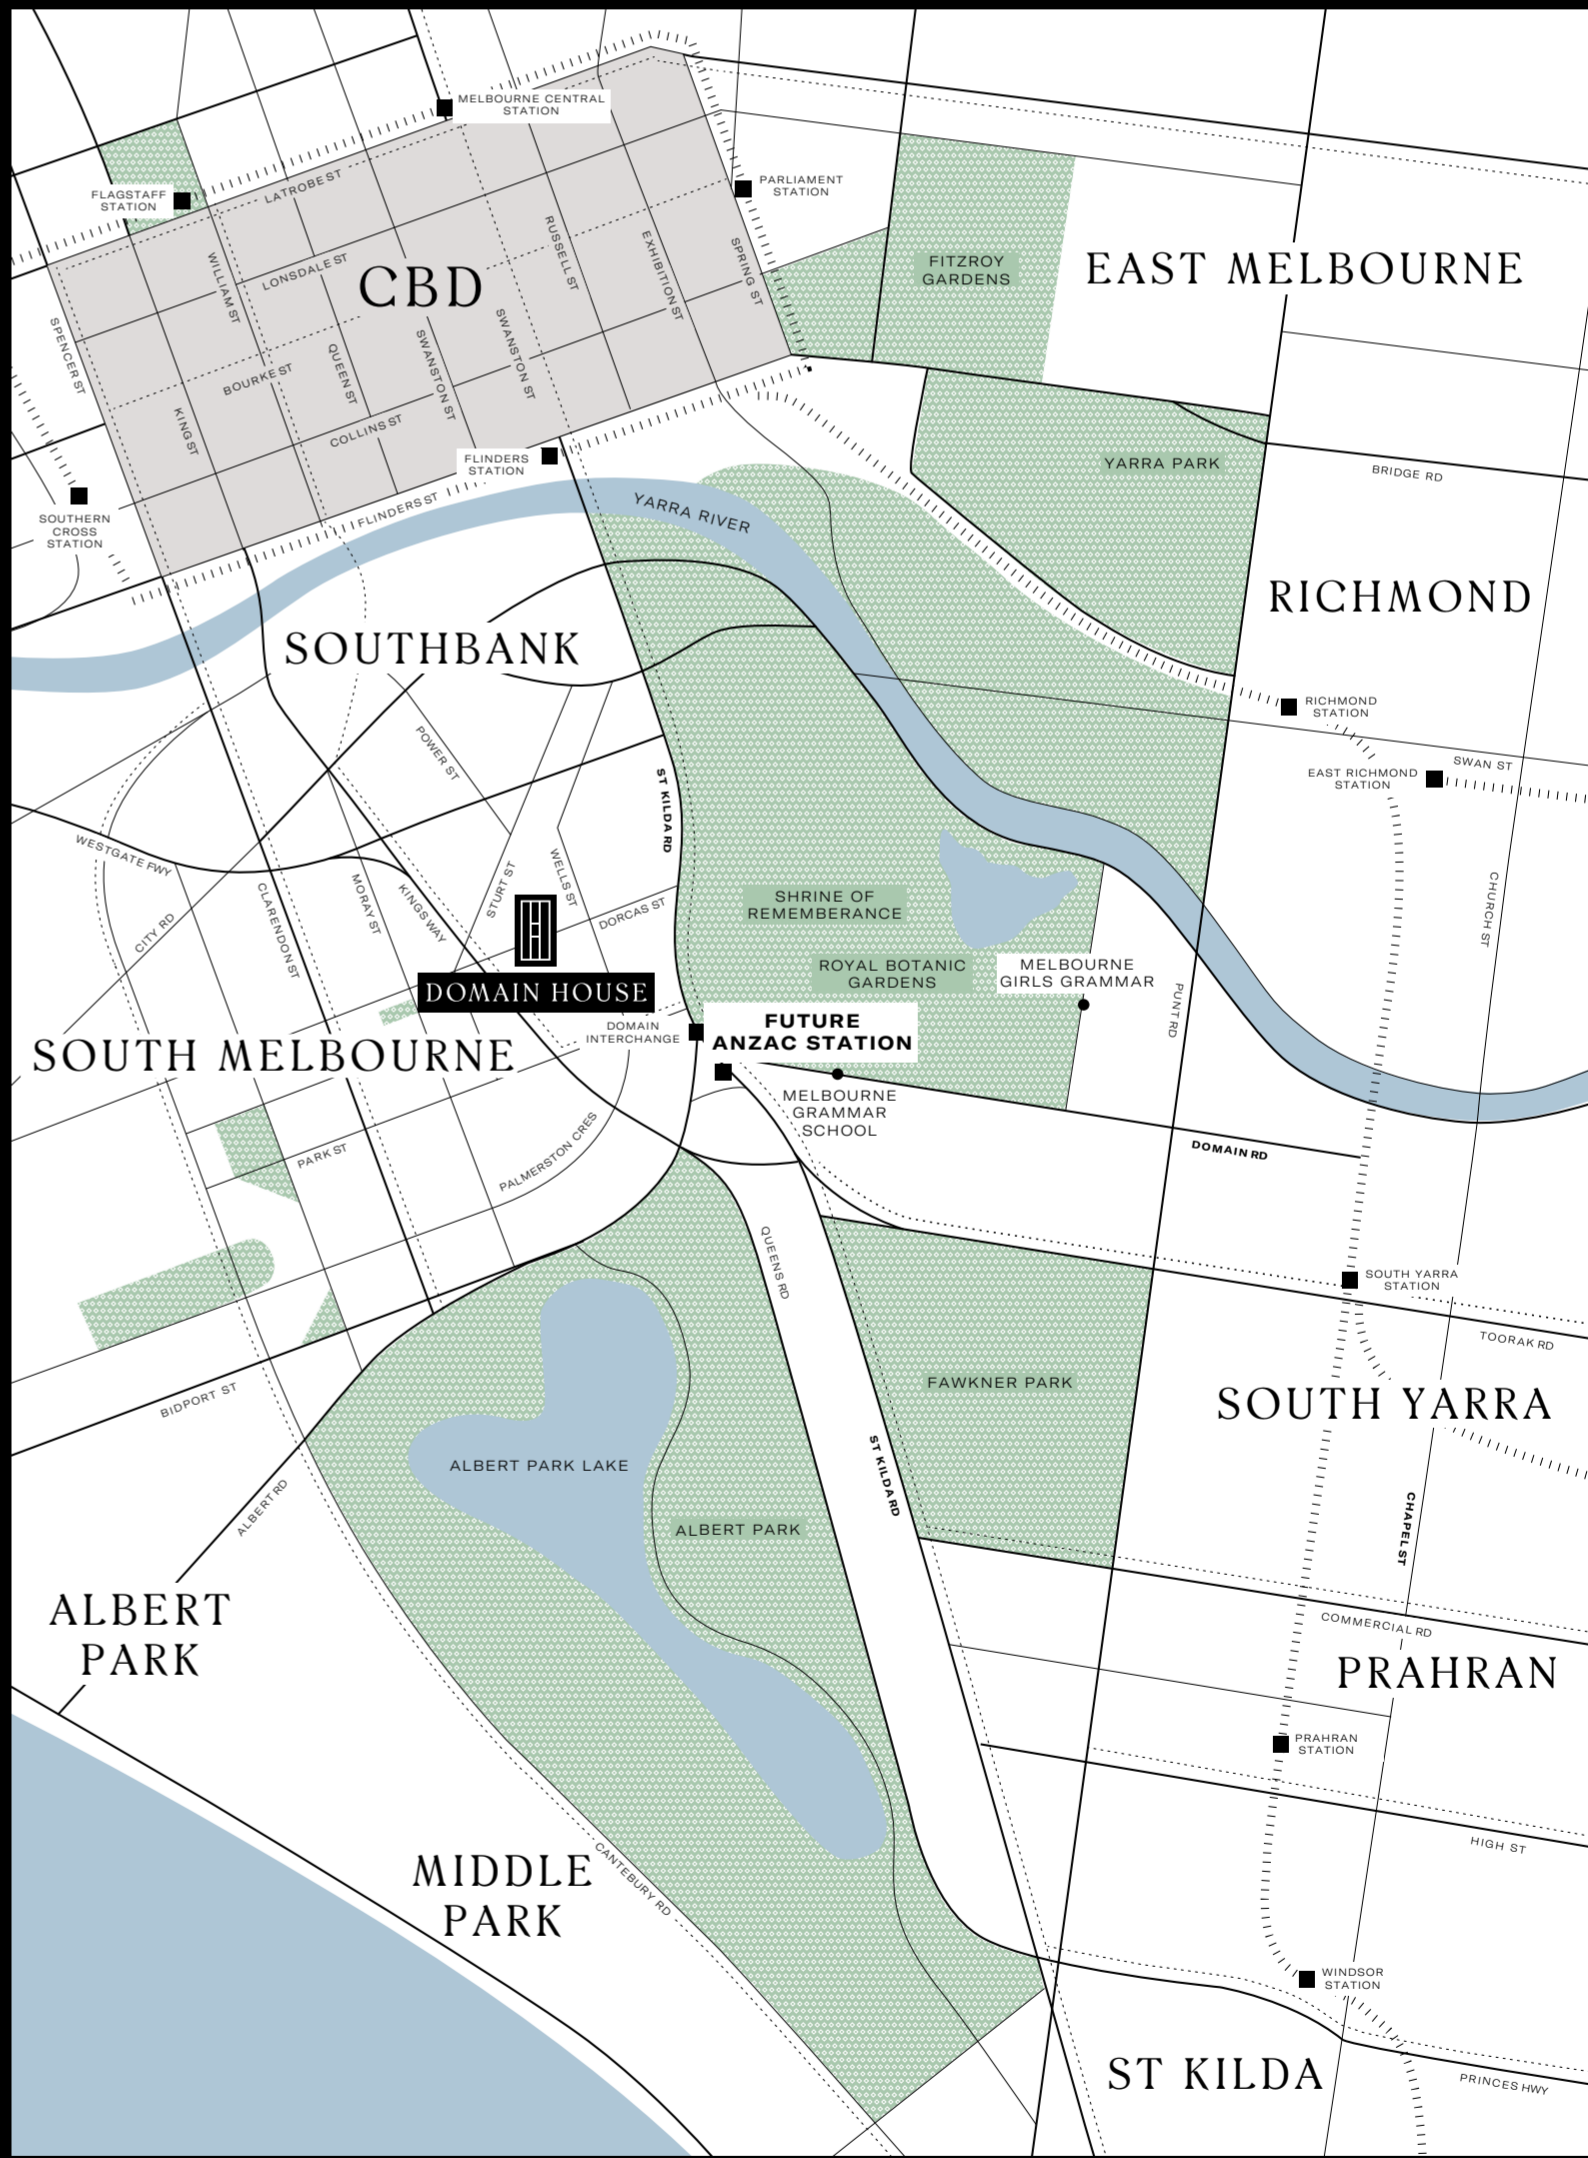 MELBOURNE CENTRAL
STATION
FLAGSTAFF
STATION
LATROBE ST
PARLIAMENT
STATION
LONSDALE ST
WILLIAM ST
CBD
RUSSELL ST
EXHIBITION ST
SPRING ST
FITZROY
GARDENS
EAST MELBOURNE
SPENCER ST
BOURKE ST
QUEEN ST
SWANSTON ST
SWANSTON ST
KING ST
COLLINS ST
FLINDERS
STATION
YARRA PARK
BRIDGE RD
SOUTHERN
CROSS
STATION
FLINDERS ST
YARRA RIVER
RICHMOND
SOUTHBANK
RICHMOND
STATION
POWER ST
ST KILDA RD
SWAN ST
EAST RICHMOND
STATION
WESTGATE FWY
CITY RD
CLARENDON ST
MORAY ST
KINGS WAY
STURT ST
WELLS ST
DORCAS ST
SHRINE OF
REMEMBERANCE
CHURCH ST
ROYAL BOTANIC
GARDENS
MELBOURNE
GIRLS GRAMMAR
DOMAIN HOUSE
PUNT RD
DOMAIN
INTERCHANGE
FUTURE
ANZAC STATION
SOUTH MELBOURNE
MELBOURNE
GRAMMAR
SCHOOL
PARK ST
PALMERSTON CRES
DOMAIN RD
QUEENS RD
SOUTH YARRA
STATION
TOORAK RD
BIDPORT ST
FAWKNER PARK
SOUTH YARRA
ALBERT PARK LAKE
ST KILDA RD
ALBERT RD
ALBERT PARK
CHAPEL ST
ALBERT
PARK
COMMERCIAL RD
PRAHRAN
PRAHRAN
STATION
HIGH ST
MIDDLE
PARK
CANTEBURY RD
WINDSOR
STATION
ST KILDA
PRINCES HWY